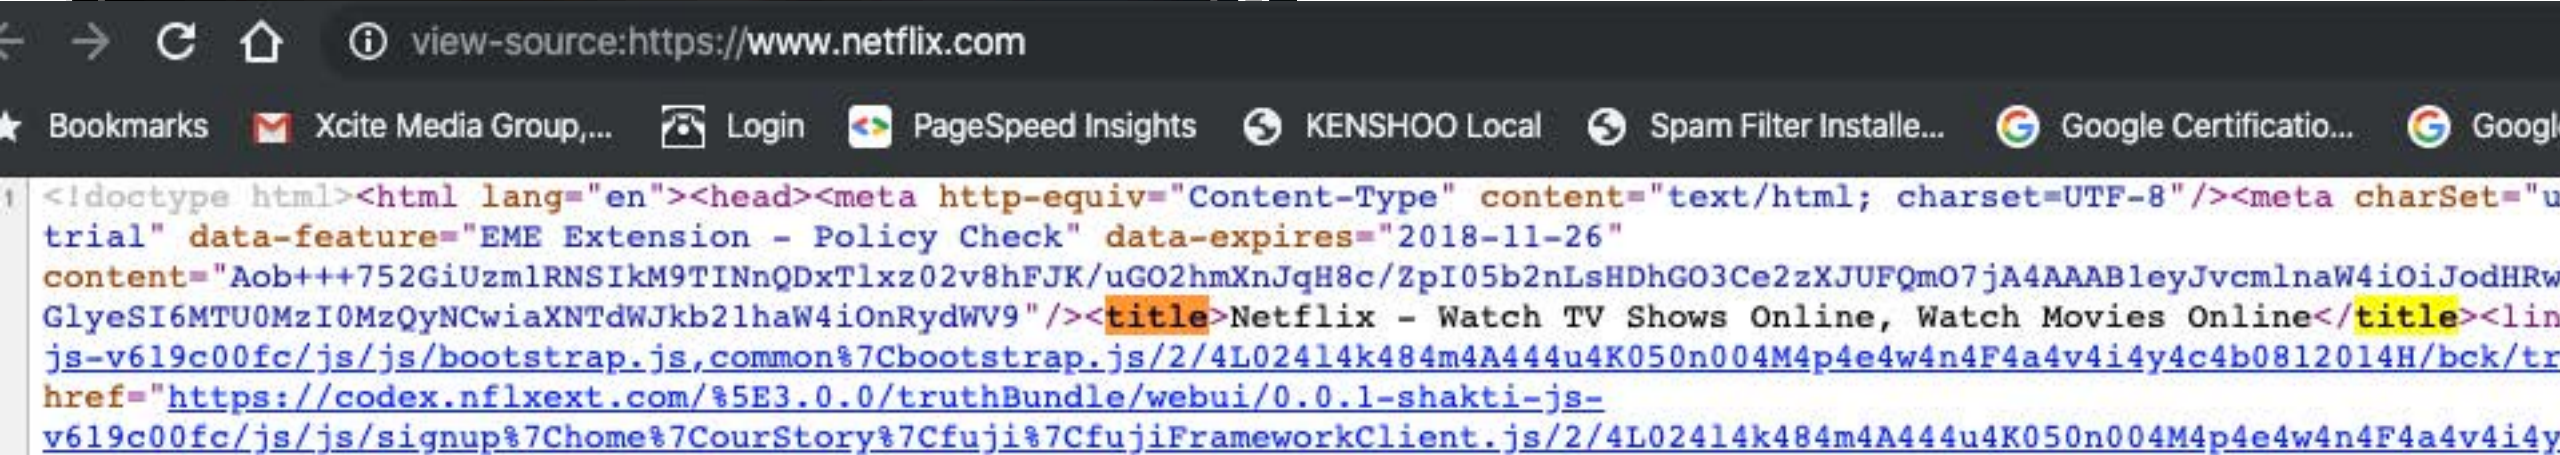 view-source:https://www.netflix.com
Bookmarks Xcite Media Group,... Login PageSpeed Insights KENSHOO Local Spam Filter Installe... Google Certificatio... Googl
1 <!doctype html><html lang="en"><head><meta http-equiv="Content-Type" content="text/html; charset=UTF-8"/><meta charSet="u
trial" data-feature="EME Extension - Policy Check" data-expires="2018-11-26"
content="Aob+++752GiUzmlRNSIkM9TINnQDxTlxz02v8hFJK/uGO2hmXnJqH8c/ZpI05b2nLsHDhGO3Ce2zXJUFQmO7jA4AAAB1eyJvcmlnaW4iOiJodHRw
GlyeSI6MTU0MzI0MzQyNCwiaXNTdWJkb21haW4iOnRydWV9"/><title>Netflix - Watch TV Shows Online, Watch Movies Online</title><lin
js-v619c00fc/js/js/bootstrap.js,common%7Cbootstrap.js/2/4L02414k484m4A444u4K050n004M4p4e4w4n4F4a4v4i4y4c4b0812014H/bck/tr
href="https://codex.nflxext.com/%5E3.0.0/truthBundle/webui/0.0.1-shakti-js-
v619c00fc/js/js/signup%7Chome%7CourStory%7Cfuji%7CfujiFrameworkClient.js/2/4L02414k484m4A444u4K050n004M4p4e4w4n4F4a4v4i4y